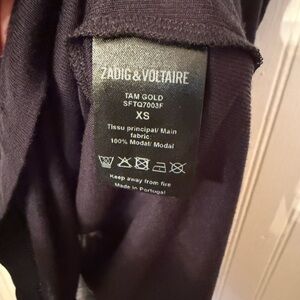 ZADIG & VOLTAIRE
TAM GOLD
SFTQ7003F
XS
Tissu principal/ Main
fabric:
100% Modal/ Modal
Keep away from fire
Made in Portugal